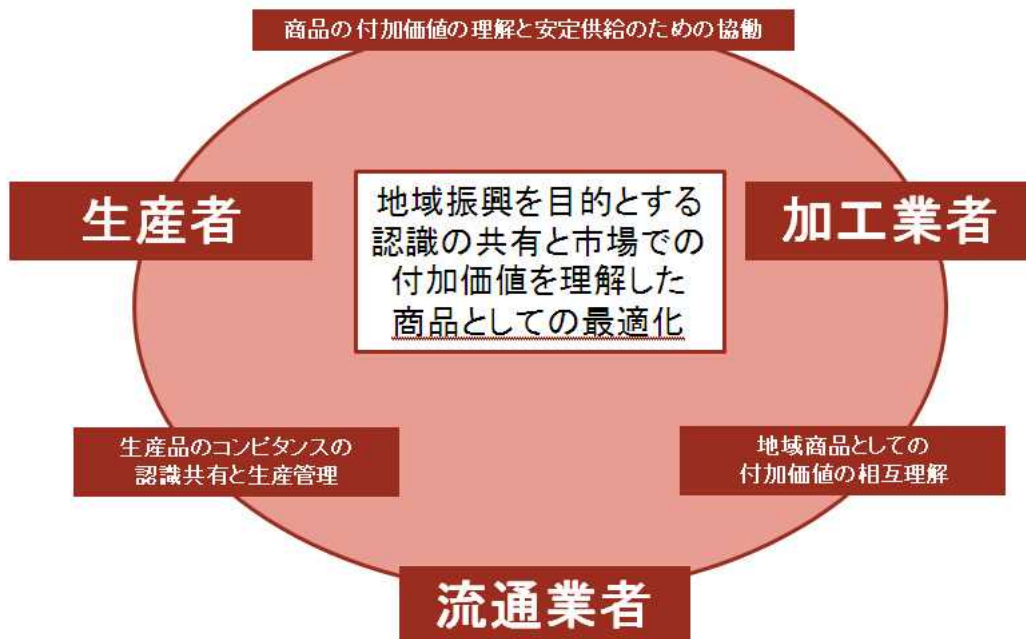 商品の付加価値の理解と安定供給のための協働
生産者
地域振興を目的とする
認識の共有と市場での
付加価値を理解した
商品としての最適化
加工業者
生産品のコンピタンスの
認識共有と生産管理
地域商品としての
付加価値の相互理解
流通業者